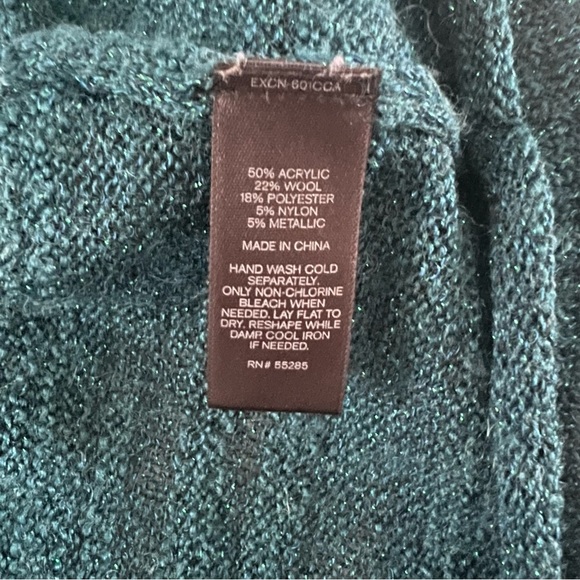 EXCN-601CCA
50% ACRYLIC
22% WOOL
18% POLYESTER
5% NYLON
5% METALLIC
MADE IN CHINA
HAND WASH COLD
SEPARATELY.
ONLY NON-CHLORINE
BLEACH WHEN
NEEDED. LAY FLAT TO
DRY. RESHAPE WHILE
DAMP. COOL IRON
IF NEEDED.
RN# 55285